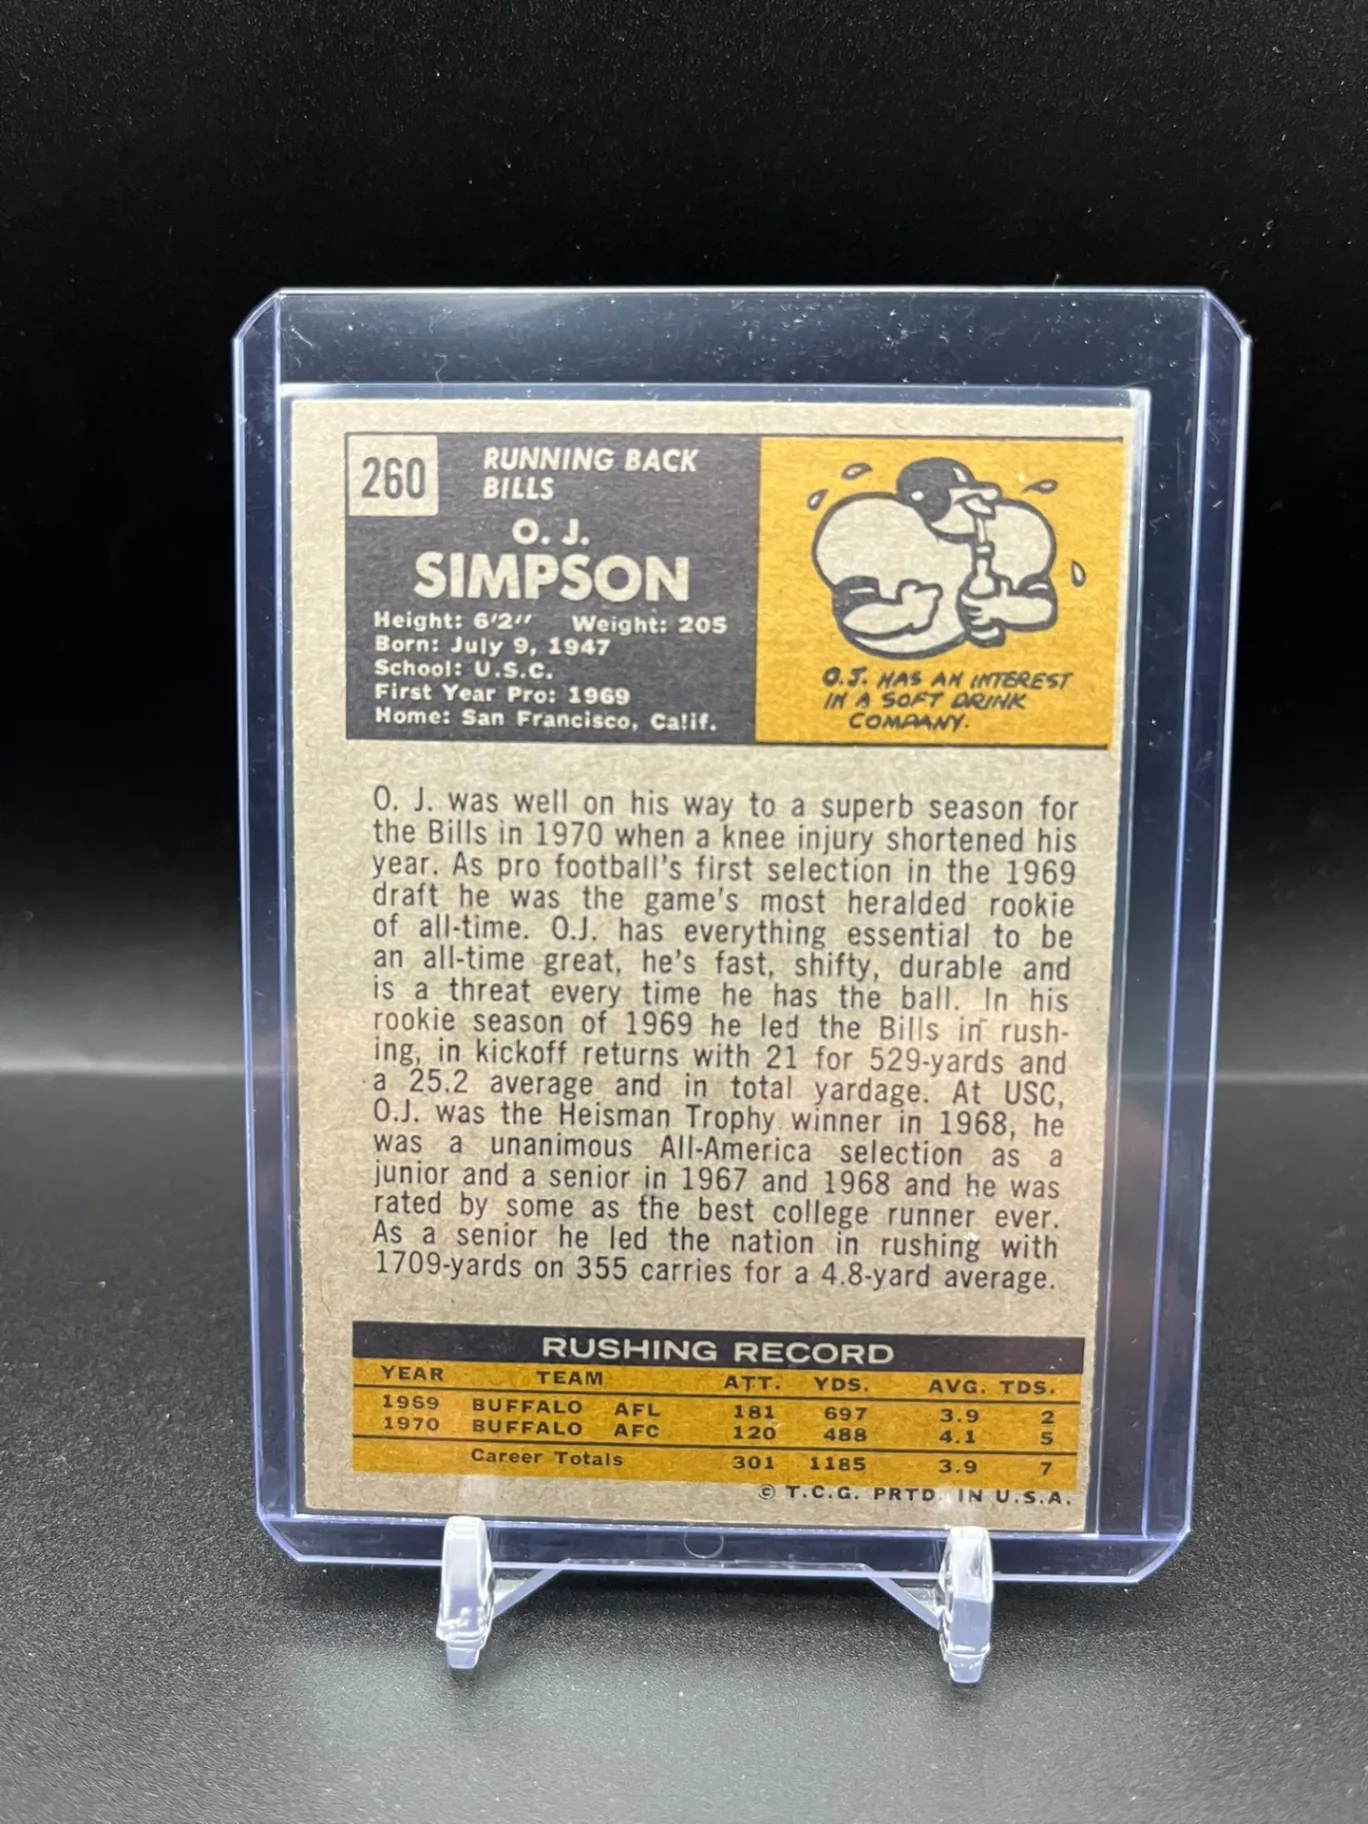 260
RUNNING BACK
BILLS
O. J.
SIMPSON
Height: 6'2" Weight: 205
Born: July 9, 1947
School: U.S.C.
First Year Pro: 1969
Home: San Francisco, Calif.
O.J. HAS AN INTEREST
IN A SOFT DRINK
COMPANY.
O. J. was well on his way to a superb season for
the Bills in 1970 when a knee injury shortened his
year. As pro football's first selection in the 1969
draft he was the game's most heralded rookie
of all-time. O.J. has everything essential to be
an all-time great, he's fast, shifty, durable and
is a threat every time he has the ball. In his
rookie season of 1969 he led the Bills in rush-
ing, in kickoff returns with 21 for 529-yards and
a 25.2 average and in total yardage. At USC,
O.J. was the Heisman Trophy winner in 1968, he
was a unanimous All-America selection as a
junior and a senior in 1967 and 1968 and he was
rated by some as the best college runner ever.
As a senior he led the nation in rushing with
1709-yards on 355 carries for a 4.8-yard average.
RUSHING RECORD
YEAR TEAM ATT. YDS. AVG. TDS.
1969 BUFFALO AFL 181 697 3.9 2
1970 BUFFALO AFC 120 488 4.1 5
Career Totals 301 1185 3.9 7
© T.C.G. PRTD. IN U.S.A.